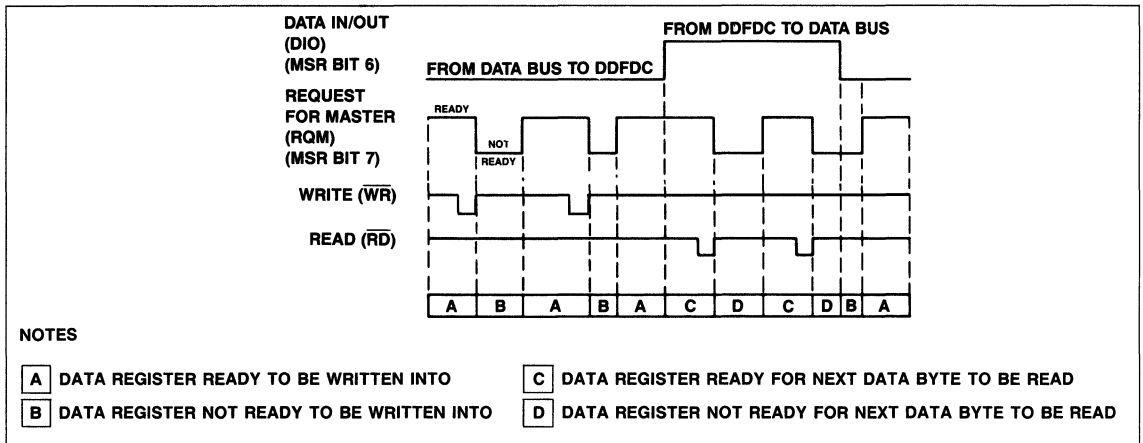 DATA IN/OUT
(DIO)
(MSR BIT 6)
FROM DATA BUS TO DDFDC
FROM DDFDC TO DATA BUS
REQUEST
FOR MASTER
(RQM)
(MSR BIT 7)
READY
NOT
READY
WRITE (WR)
READ (RD)
A B A B A C D C D B A
NOTES
A DATA REGISTER READY TO BE WRITTEN INTO
B DATA REGISTER NOT READY TO BE WRITTEN INTO
C DATA REGISTER READY FOR NEXT DATA BYTE TO BE READ
D DATA REGISTER NOT READY FOR NEXT DATA BYTE TO BE READ